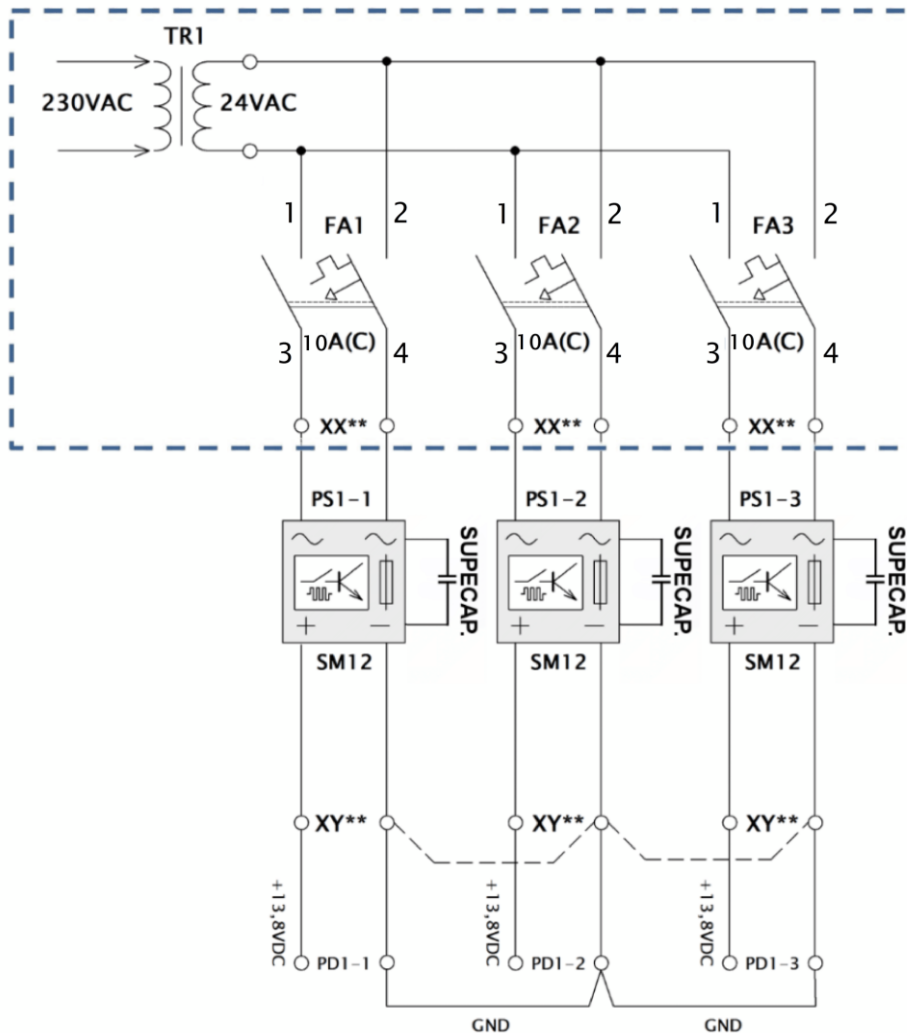 TR1
230VAC
24VAC
1
2
FA1
1
2
FA2
1
2
FA3
3
10A(C)
4
3
10A(C)
4
3
10A(C)
4
XX**
XX**
XX**
PS1-1
PS1-2
PS1-3
SUPECAP.
SUPECAP.
SUPECAP.
+
−
+
−
+
−
SM12
SM12
SM12
XY**
XY**
XY**
+13,8VDC
+13,8VDC
+13,8VDC
PD1-1
PD1-2
PD1-3
GND
GND